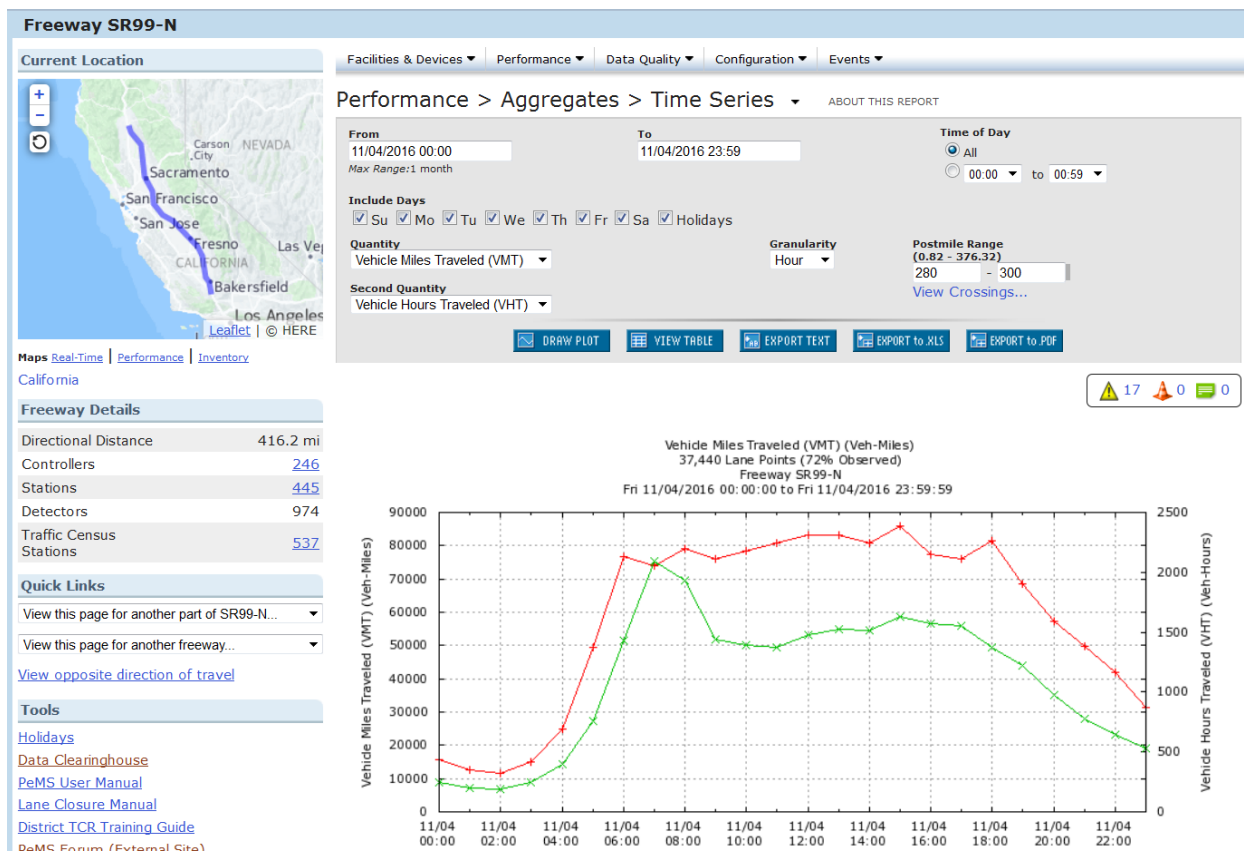 Freeway SR99-N
Current Location
+
−
Carson City
NEVADA
Sacramento
San Francisco
San Jose
Fresno
Las Ve
CALIFORNIA
Bakersfield
Los Angeles
Leaflet | © HERE
Maps Real-Time | Performance | Inventory
California
Freeway Details
Directional Distance 416.2 mi
Controllers 246
Stations 445
Detectors 974
Traffic Census Stations 537
Quick Links
View this page for another part of SR99-N...
View this page for another freeway...
View opposite direction of travel
Tools
Holidays
Data Clearinghouse
PeMS User Manual
Lane Closure Manual
District TCR Training Guide
PeMS Forum (External Site)
Facilities & Devices Performance Data Quality Configuration Events
Performance > Aggregates > Time Series ABOUT THIS REPORT
From To Time of Day
11/04/2016 00:00 11/04/2016 23:59 All
Max Range:1 month 00:00 to 00:59
Include Days
Su Mo Tu We Th Fr Sa Holidays
Quantity Granularity Postmile Range
(0.82 - 376.32)
Vehicle Miles Traveled (VMT) Hour 280 - 300
View Crossings...
Second Quantity
Vehicle Hours Traveled (VHT)
DRAW PLOT VIEW TABLE EXPORT TEXT EXPORT to .XLS EXPORT to .PDF
17 0 0
Vehicle Miles Traveled (VMT) (Veh-Miles)
37,440 Lane Points (72% Observed)
Freeway SR99-N
Fri 11/04/2016 00:00:00 to Fri 11/04/2016 23:59:59
Vehicle Miles Traveled (VMT) (Veh-Miles)
90000
80000
70000
60000
50000
40000
30000
20000
10000
0
2500
2000
1500
1000
500
0
Vehicle Hours Traveled (VHT) (Veh-Hours)
11/04 11/04 11/04 11/04 11/04 11/04 11/04 11/04 11/04 11/04 11/04 11/04
00:00 02:00 04:00 06:00 08:00 10:00 12:00 14:00 16:00 18:00 20:00 22:00